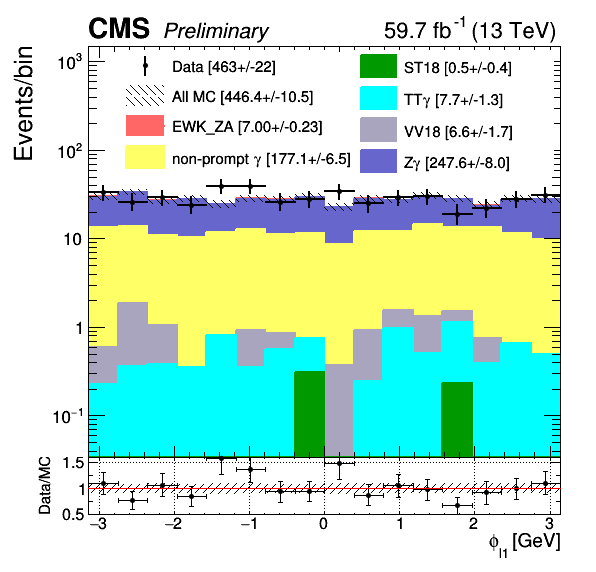 CMS Preliminary 59.7 fb⁻¹ (13 TeV)
Events/bin
10³
10²
10
1
10⁻¹
Data [463+/-22]
All MC [446.4+/-10.5]
EWK_ZA [7.00+/-0.23]
non-prompt γ [177.1+/-6.5]
ST18 [0.5+/-0.4]
TTγ [7.7+/-1.3]
VV18 [6.6+/-1.7]
Zγ [247.6+/-8.0]
Data/MC
1.5
1
0.5
−3 −2 −1 0 1 2 3
ϕ_l1 [GeV]